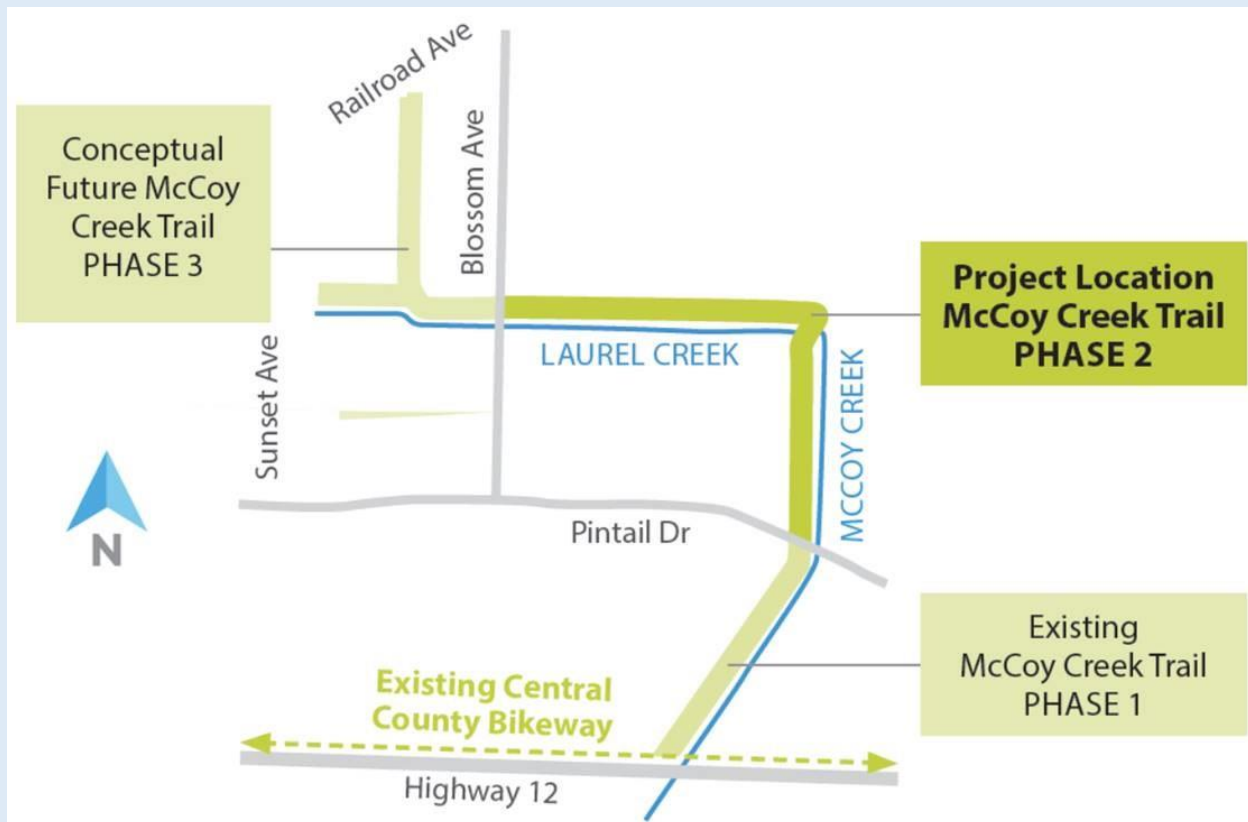 Railroad Ave
Conceptual
Future McCoy
Creek Trail
PHASE 3
Blossom Ave
Project Location
McCoy Creek Trail
PHASE 2
LAUREL CREEK
MCCOY CREEK
Sunset Ave
N
Pintail Dr
Existing
McCoy Creek Trail
PHASE 1
Existing Central
County Bikeway
Highway 12